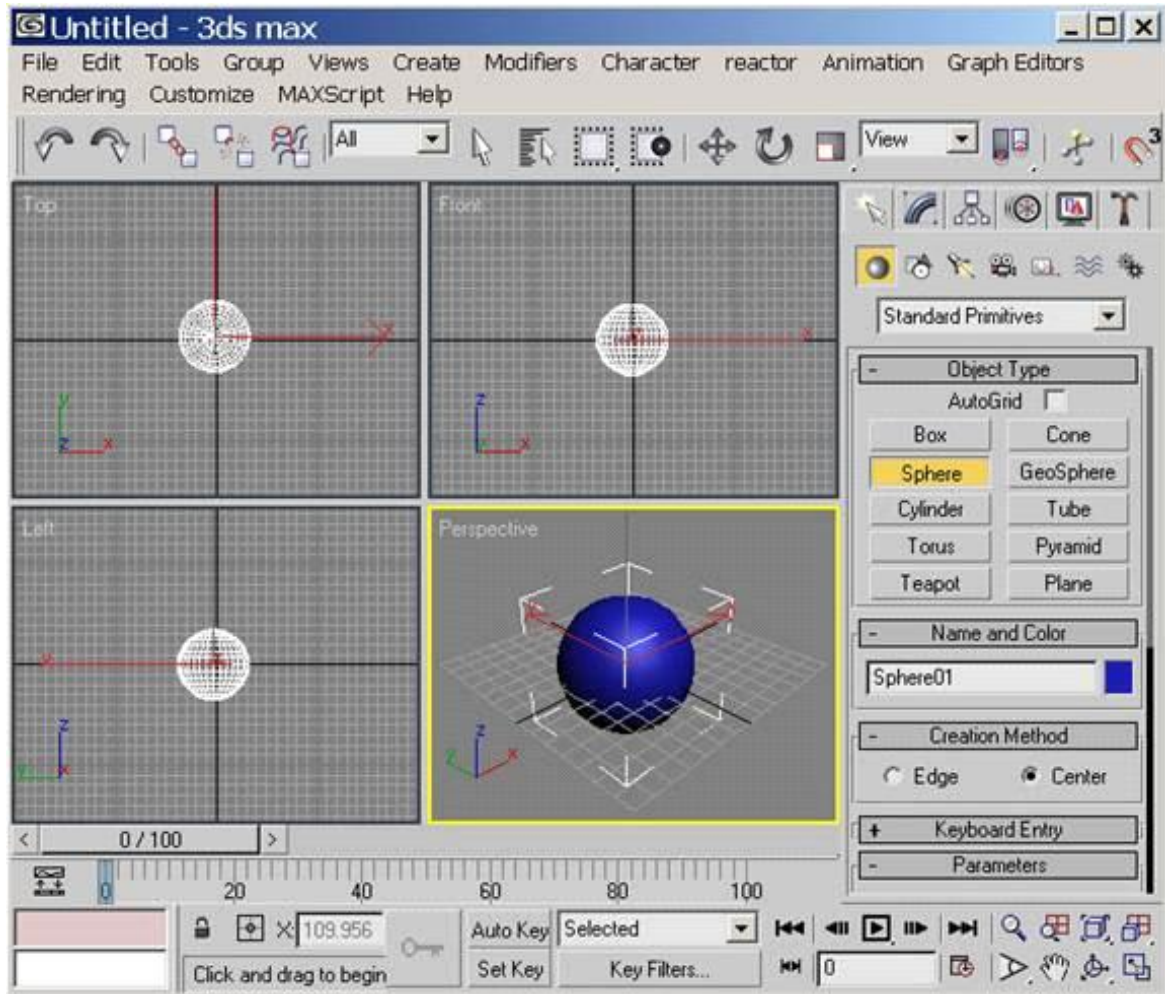 Untitled - 3ds max
File Edit Tools Group Views Create Modifiers Character reactor Animation Graph Editors
Rendering Customize MAXScript Help
All
View
3
Top
Front
Left
Perspective
x
y
z x
x
z
x
y
z
y x
z
y x
Standard Primitives
- Object Type
AutoGrid
Box Cone
Sphere GeoSphere
Cylinder Tube
Torus Pyramid
Teapot Plane
- Name and Color
Sphere01
- Creation Method
Edge Center
+ Keyboard Entry
- Parameters
< 0 / 100 >
0 20 40 60 80 100
X: 109.956 Auto Key Selected
Click and drag to begin Set Key Key Filters... 0